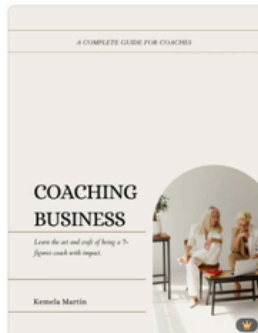 A COMPLETE GUIDE FOR COACHES
COACHING
BUSINESS
Learn the art and craft of being a 7-
figures coach with impact.
Kemela Martin